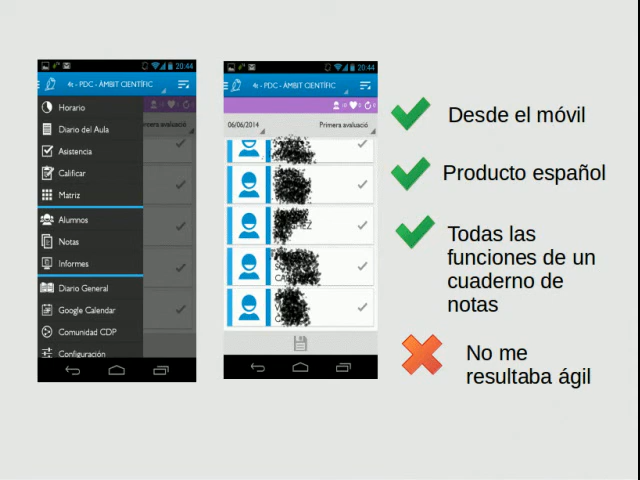 20:44
4t - PDC - ÀMBIT CIENTÍFIC
Horario
Diario del Aula
Asistencia
Calificar
Matriz
Alumnos
Notas
Informes
Diario General
Google Calendar
Comunidad CDP
Configuración
20:44
4t - PDC - ÀMBIT CIENTÍFIC
06/06/2014
Primera avaluació
Desde el móvil
Producto español
Todas las
funciones de un
cuaderno de
notas
No me
resultaba ágil